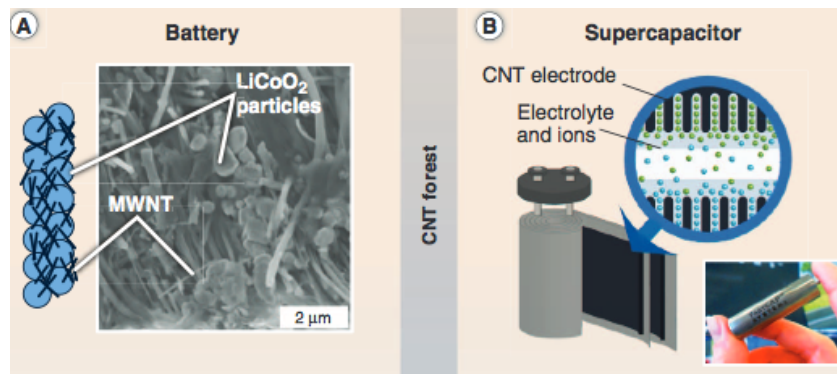 A
Battery
LiCoO₂
particles
MWNT
2 μm
CNT forest
B
Supercapacitor
CNT electrode
Electrolyte
and ions